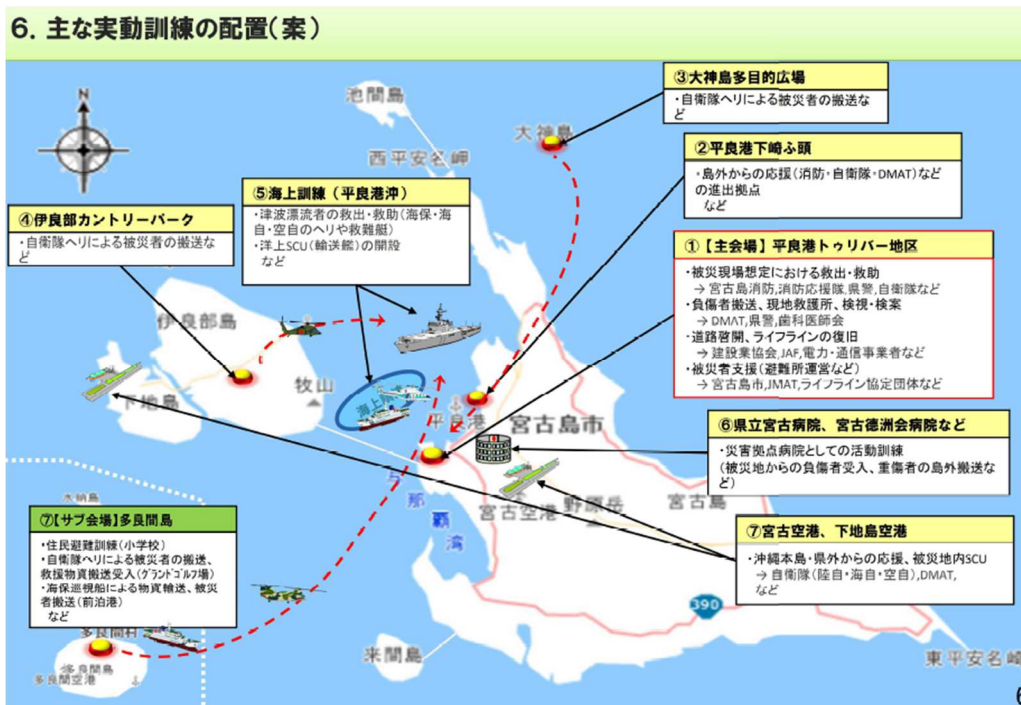 6. 主な実動訓練の配置(案)
N
池間島
西平安名岬
大神島
③大神島多目的広場
・自衛隊ヘリによる被災者の搬送な
ど
②平良港下崎ふ頭
・島外からの応援(消防・自衛隊・DMAT)など
の進出拠点
など
⑤海上訓練(平良港沖)
・津波漂流者の救出・救助(海保・海
自・空自のヘリや救難艇)
・洋上SCU(輸送艦)の開設
など
④伊良部カントリーパーク
・自衛隊ヘリによる被災者の搬送な
ど
①【主会場】平良港トゥリバー地区
・被災現場想定における救出・救助
→ 宮古島消防,消防応援隊,県警,自衛隊など
・負傷者搬送、現地救護所、検視・検案
→DMAT,県警,歯科医師会
・道路啓開、ライフラインの復旧
→ 建設業協会,JAF,電力・通信事業者など
・被災者支援(避難所運営など)
→ 宮古島市,JMAT,ライフライン協定団体など
伊良部島
下地島
牧山
海上
平良港
宮古島市
⑥県立宮古病院、宮古徳洲会病院など
・災害拠点病院としての活動訓練
(被災地からの負傷者受入、重傷者の島外搬送な
ど)
宮古空港
野原岳
宮古島
与那覇湾
⑦宮古空港、下地島空港
・沖縄本島・県外からの応援、被災地内SCU
→ 自衛隊(陸自・海自・空自),DMAT,
など
水納島
⑦【サブ会場】多良間島
・住民避難訓練(小学校)
・自衛隊ヘリによる被災者の搬送、
救援物資搬送受入(グランドゴルフ場)
・海保巡視船による物資輸送、被災
者搬送(前泊港)
など
390
多良間村
多良間島
多良間空港
来間島
東平安名崎
6